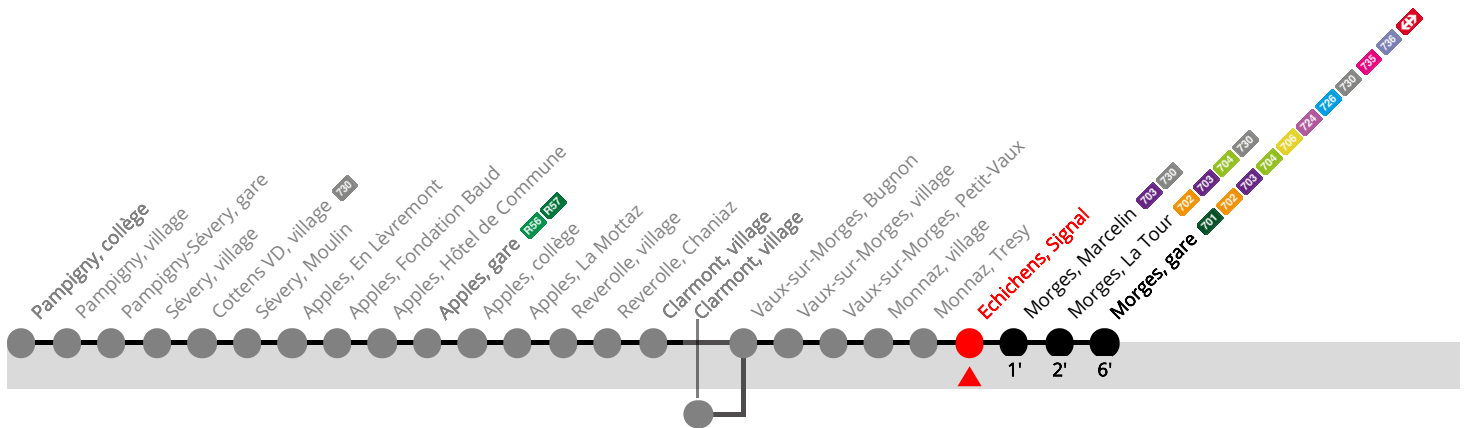 Pampigny, collège
Pampigny, village
Pampigny-Sévery, gare
Sévery, village
Cottens VD, village 730
Sévery, Moulin
Apples, En Lèvremont
Apples, Fondation Baud
Apples, Hôtel de Commune
Apples, gare R56 R57
Apples, collège
Apples, La Mottaz
Reverolle, village
Reverolle, Chaniaz
Clarmont, village
Clarmont, village
Vaux-sur-Morges, Bugnon
Vaux-sur-Morges, village
Vaux-sur-Morges, Petit-Vaux
Monnaz, village
Monnaz, Tresy
Echichens, Signal
Morges, Marcelin 703 730
Morges, La Tour 702 703 704 730
Morges, gare 701 702 703 704 706 724 726 730 735 736
1' 2' 6'